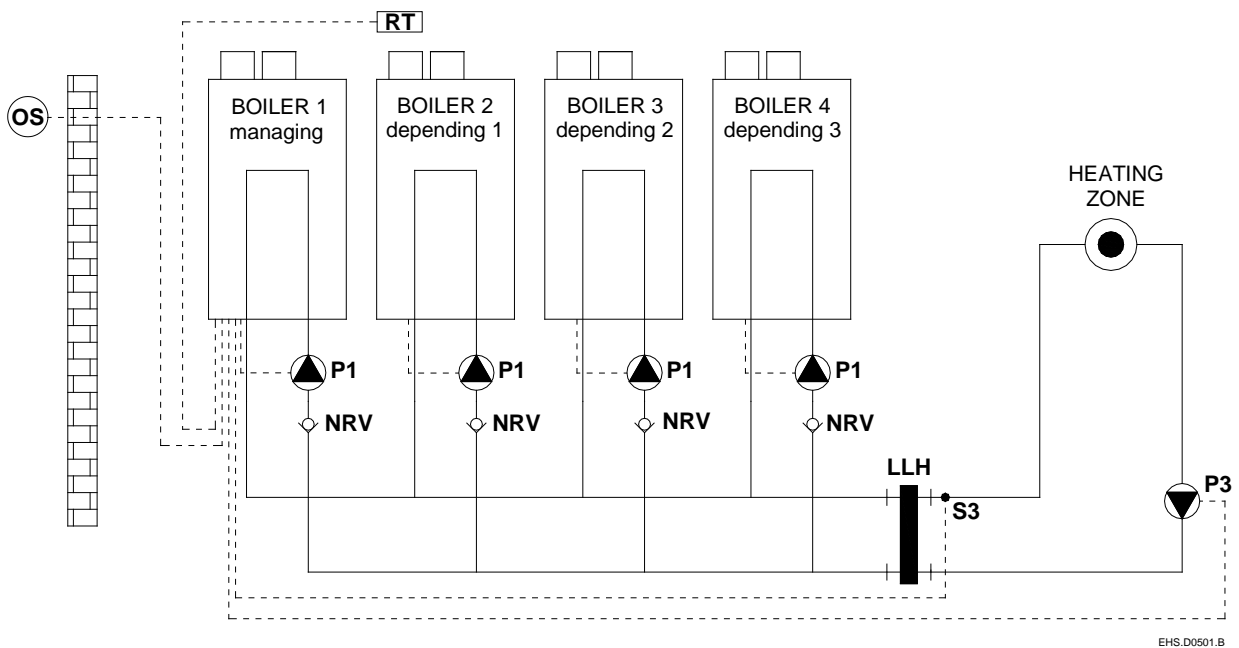 RT
OS
BOILER 1
managing
BOILER 2
depending 1
BOILER 3
depending 2
BOILER 4
depending 3
HEATING
ZONE
P1
P1
P1
P1
NRV
NRV
NRV
NRV
LLH
S3
P3
EHS.D0501.B